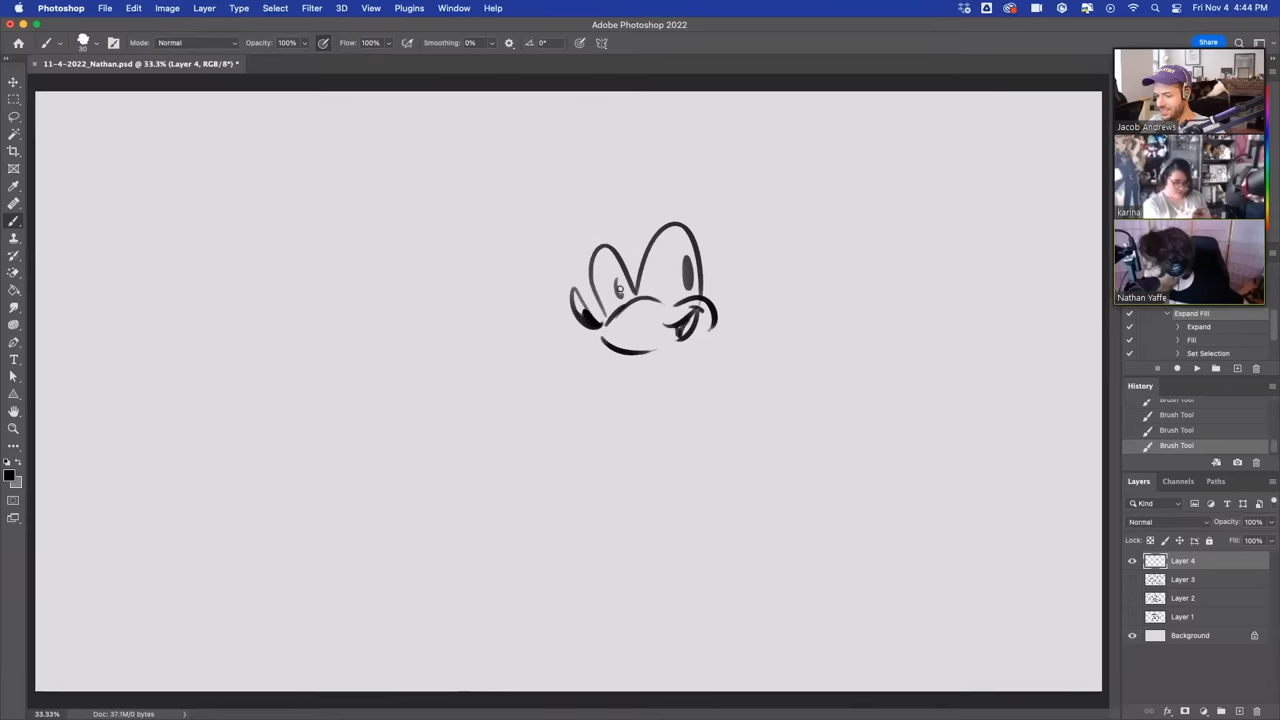 Photoshop File Edit Image Layer Type Select Filter 3D View Plugins Window Help Fri Nov 4 4:44 PM
Adobe Photoshop 2022
30 Mode: Normal Opacity: 100% Flow: 100% Smoothing: 0% 0° Share
11-4-2022_Nathan.psd @ 33.3% (Layer 4, RGB/8*) *
Jacob Andrews
karina
Nathan Yaffe
Expand Fill
Expand
Fill
Set Selection
History
Brush Tool
Brush Tool
Brush Tool
Brush Tool
Layers Channels Paths
Kind
Normal Opacity: 100%
Lock: Fill: 100%
Layer 4
Layer 3
Layer 2
Layer 1
Background
33.33% Doc: 37.1M/0 bytes